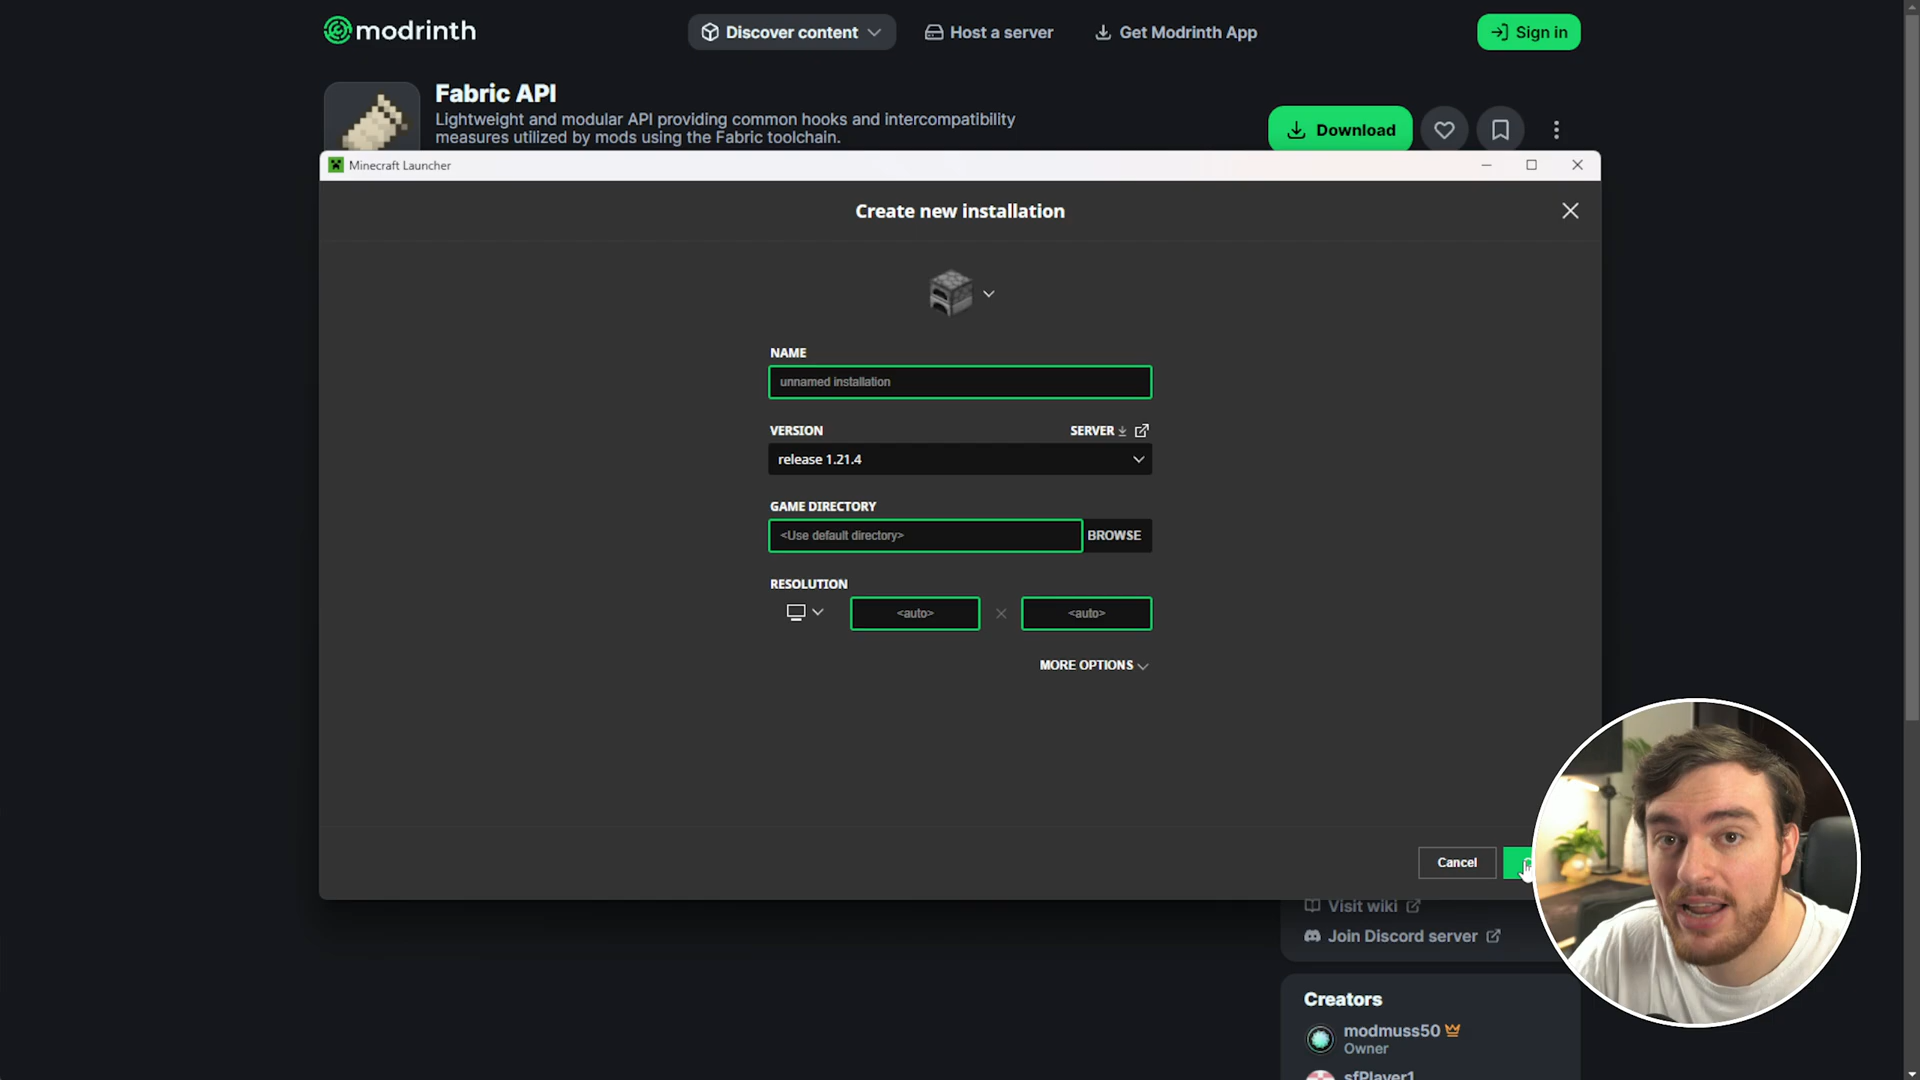 modrinth
Discover content
Host a server
Get Modrinth App
Sign in
Fabric API
Lightweight and modular API providing common hooks and intercompatibility
measures utilized by mods using the Fabric toolchain.
Download
Minecraft Launcher
Create new installation
NAME
unnamed installation
VERSION
SERVER
release 1.21.4
GAME DIRECTORY
<Use default directory>
BROWSE
RESOLUTION
<auto>
<auto>
MORE OPTIONS
Cancel
Visit wiki
Join Discord server
Creators
modmuss50
Owner
sfPlayer1